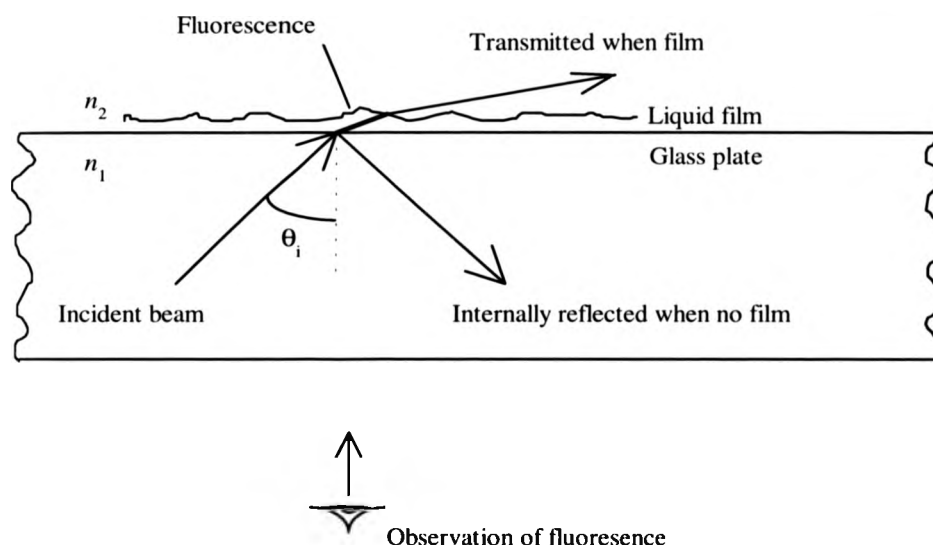 Fluorescence
Transmitted when film
n2
Liquid film
Glass plate
n1
θi
Incident beam
Internally reflected when no film
Observation of fluoresence